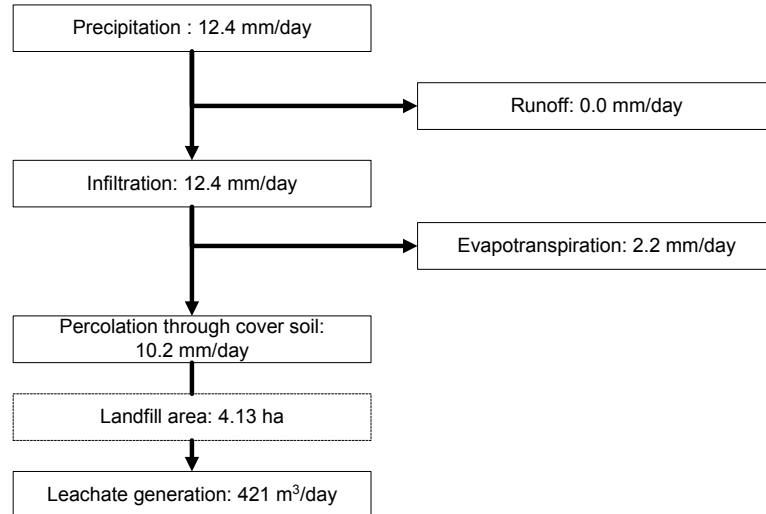 Precipitation : 12.4 mm/day
Runoff: 0.0 mm/day
Infiltration: 12.4 mm/day
Evapotranspiration: 2.2 mm/day
Percolation through cover soil:
10.2 mm/day
Landfill area: 4.13 ha
Leachate generation: 421 m³/day